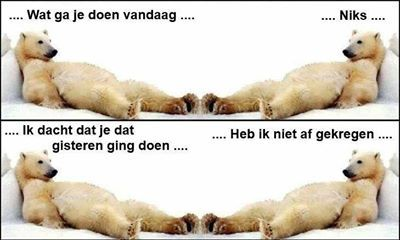 .... Wat ga je doen vandaag ....
.... Niks ....
.... Ik dacht dat je dat
gisteren ging doen ....
.... Heb ik niet af gekregen ....